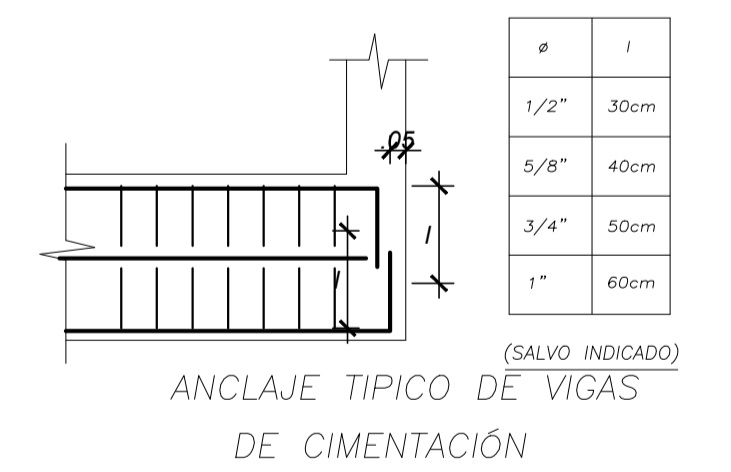 .05
l
l
ø l
1/2" 30cm
5/8" 40cm
3/4" 50cm
1" 60cm
(SALVO INDICADO)
ANCLAJE TIPICO DE VIGAS
DE CIMENTACIÓN